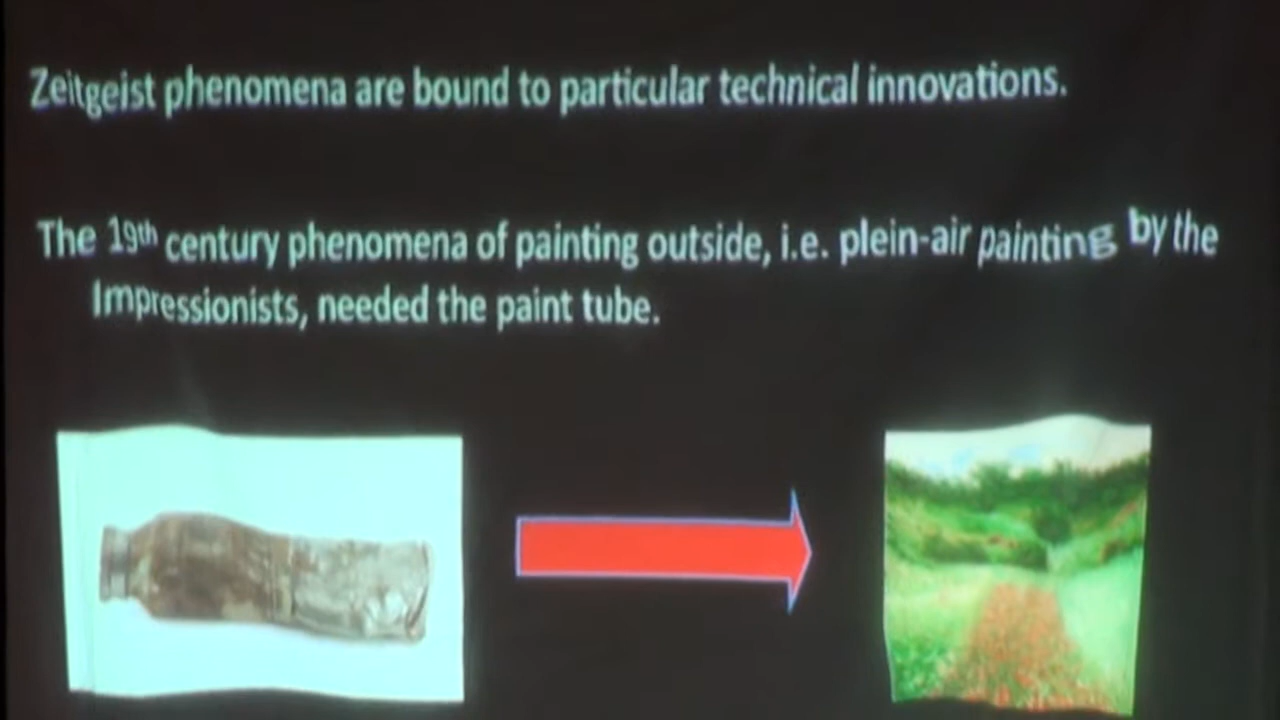 Zeitgeist phenomena are bound to particular technical innovations.
The 19th century phenomena of painting outside, i.e. plein-air painting by the
Impressionists, needed the paint tube.